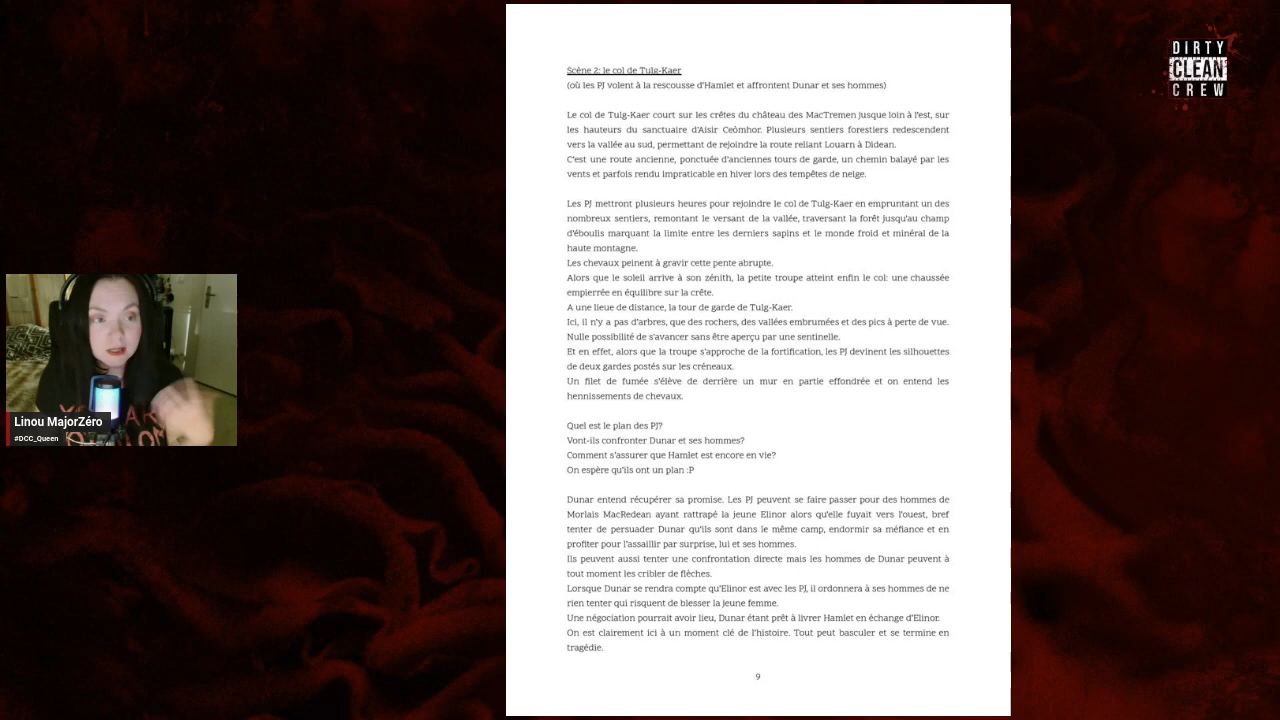 DIRTY
CLEAN
CREW
Scène 2: le col de Tulg-Kaer
(où les PJ volent à la rescousse d'Hamlet et affrontent Dunar et ses hommes)
Le col de Tulg-Kaer court sur les crêtes du château des MacTremen jusque loin à l'est, sur
les hauteurs du sanctuaire d'Aisir Ceòmhor. Plusieurs sentiers forestiers redescendent
vers la vallée au sud, permettant de rejoindre la route reliant Louarn à Didean.
C'est une route ancienne, ponctuée d'anciennes tours de garde, un chemin balayé par les
vents et parfois rendu impraticable en hiver lors des tempêtes de neige.
Les PJ mettront plusieurs heures pour rejoindre le col de Tulg-Kaer en empruntant un des
nombreux sentiers, remontant le versant de la vallée, traversant la forêt jusqu'au champ
d'éboulis marquant la limite entre les derniers sapins et le monde froid et minéral de la
haute montagne.
Les chevaux peinent à gravir cette pente abrupte.
Alors que le soleil arrive à son zénith, la petite troupe atteint enfin le col: une chaussée
empierrée en équilibre sur la crête.
A une lieue de distance, la tour de garde de Tulg-Kaer.
Ici, il n'y a pas d'arbres, que des rochers, des vallées embrumées et des pics à perte de vue.
Nulle possibilité de s'avancer sans être aperçu par une sentinelle.
Et en effet, alors que la troupe s'approche de la fortification, les PJ devinent les silhouettes
de deux gardes postés sur les créneaux.
Un filet de fumée s'élève de derrière un mur en partie effondrée et on entend les
hennissements de chevaux.
Quel est le plan des PJ?
Vont-ils confronter Dunar et ses hommes?
Comment s'assurer que Hamlet est encore en vie?
On espère qu'ils ont un plan :P
Dunar entend récupérer sa promise. Les PJ peuvent se faire passer pour des hommes de
Morlais MacRedean ayant rattrapé la jeune Elinor alors qu'elle fuyait vers l'ouest, bref
tenter de persuader Dunar qu'ils sont dans le même camp, endormir sa méfiance et en
profiter pour l'assaillir par surprise, lui et ses hommes.
Ils peuvent aussi tenter une confrontation directe mais les hommes de Dunar peuvent à
tout moment les cribler de flèches.
Lorsque Dunar se rendra compte qu'Elinor est avec les PJ, il ordonnera à ses hommes de ne
rien tenter qui risquent de blesser la jeune femme.
Une négociation pourrait avoir lieu, Dunar étant prêt à livrer Hamlet en échange d'Elinor.
On est clairement ici à un moment clé de l'histoire. Tout peut basculer et se termine en
tragédie.
9
Linou MajorZéro
#DCC_Queen